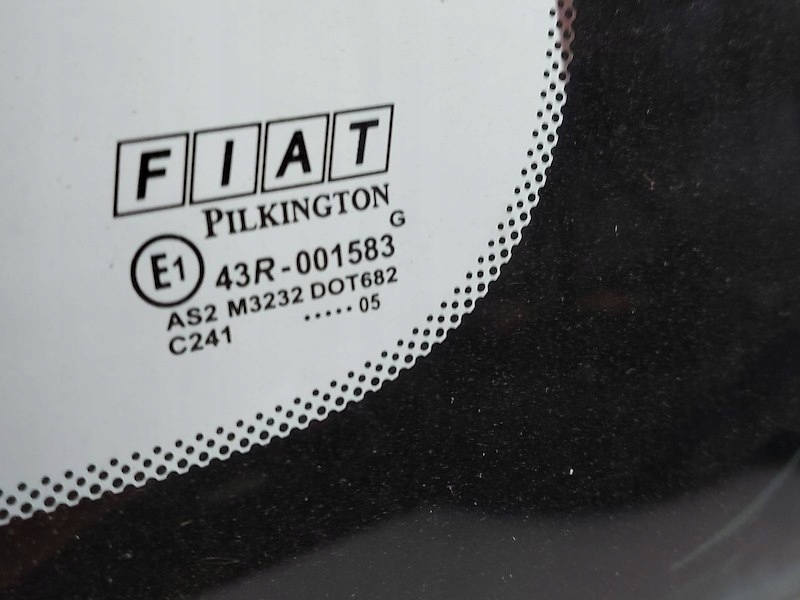 FIAT
PILKINGTON
G
E1 43R-001583
AS2 M3232 DOT682
C241 ..... 05